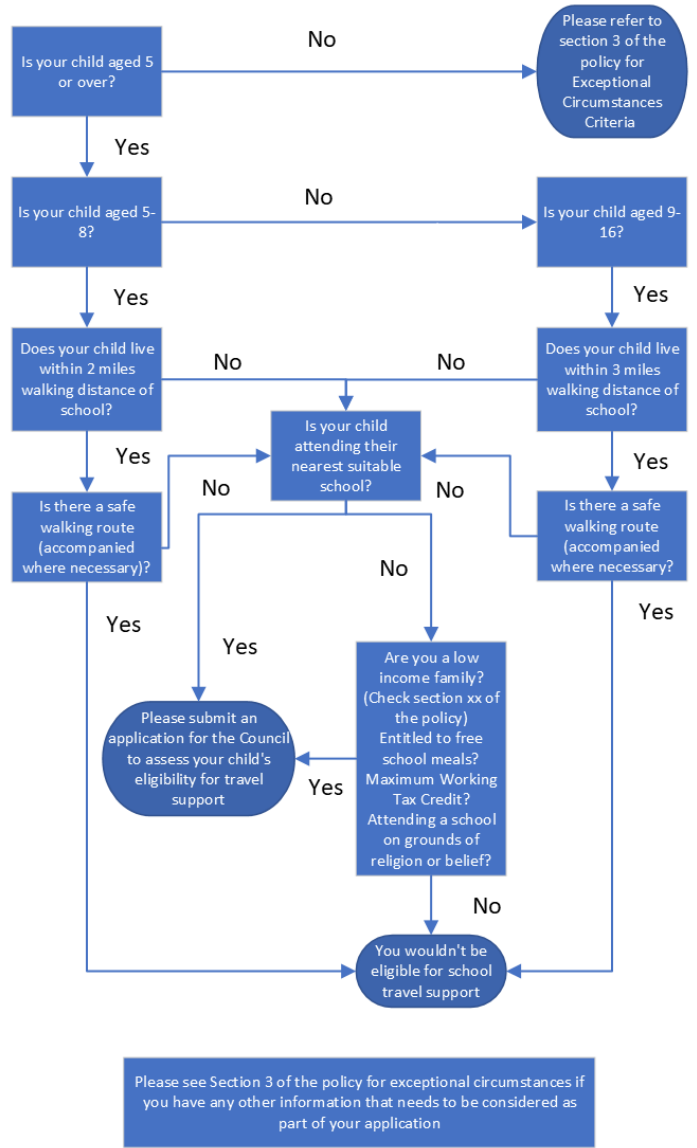 Is your child aged 5
or over?
No
Please refer to
section 3 of the
policy for
Exceptional
Circumstances
Criteria
Yes
Is your child aged 5-
8?
No
Is your child aged 9-
16?
Yes
Yes
Does your child live
within 2 miles
walking distance of
school?
No
No
Does your child live
within 3 miles
walking distance of
school?
Is your child
attending their
nearest suitable
school?
Yes
Yes
Is there a safe
walking route
(accompanied
where necessary)?
No
No
Is there a safe
walking route
(accompanied
where necessary?
No
Yes
Yes
Yes
Are you a low
income family?
(Check section xx of
the policy)
Entitled to free
school meals?
Maximum Working
Tax Credit?
Attending a school
on grounds of
religion or belief?
Please submit an
application for the Council
to assess your child's
eligibility for travel
support
Yes
No
You wouldn't be
eligible for school
travel support
Please see Section 3 of the policy for exceptional circumstances if
you have any other information that needs to be considered as
part of your application